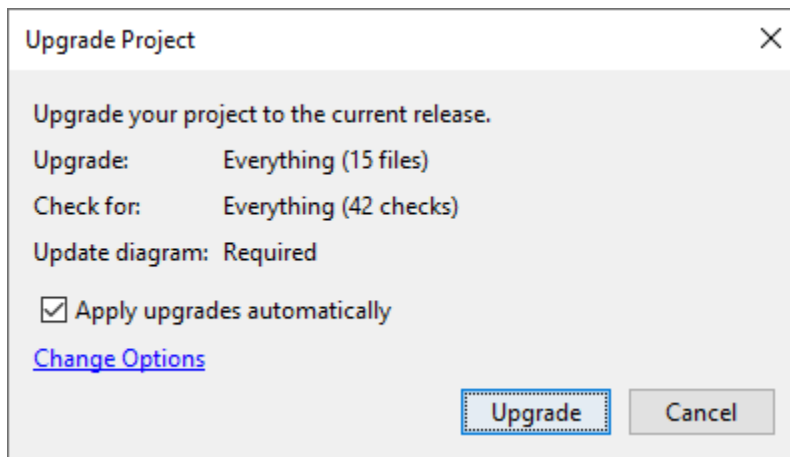 Upgrade Project
Upgrade your project to the current release.
Upgrade: Everything (15 files)
Check for: Everything (42 checks)
Update diagram: Required
Apply upgrades automatically
Change Options
Upgrade Cancel